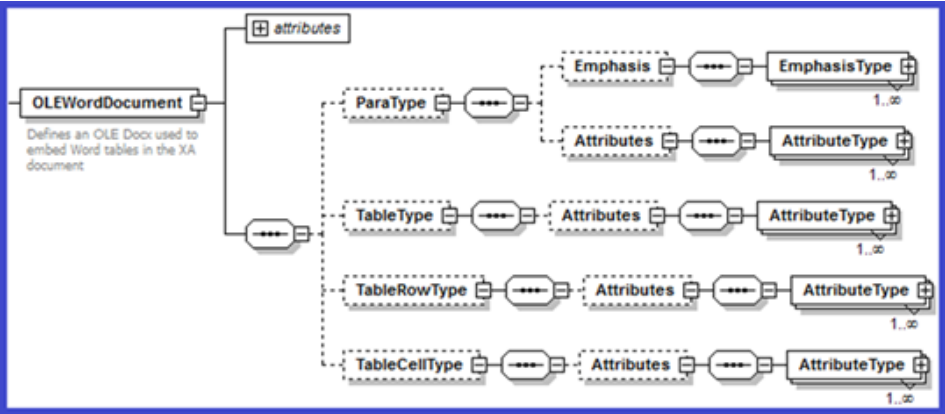 attributes
Emphasis
EmphasisType
1..∞
OLEWordDocument
ParaType
Defines an OLE Docx used to
embed Word tables in the XA
document
Attributes
AttributeType
1..∞
TableType
Attributes
AttributeType
1..∞
TableRowType
Attributes
AttributeType
1..∞
TableCellType
Attributes
AttributeType
1..∞